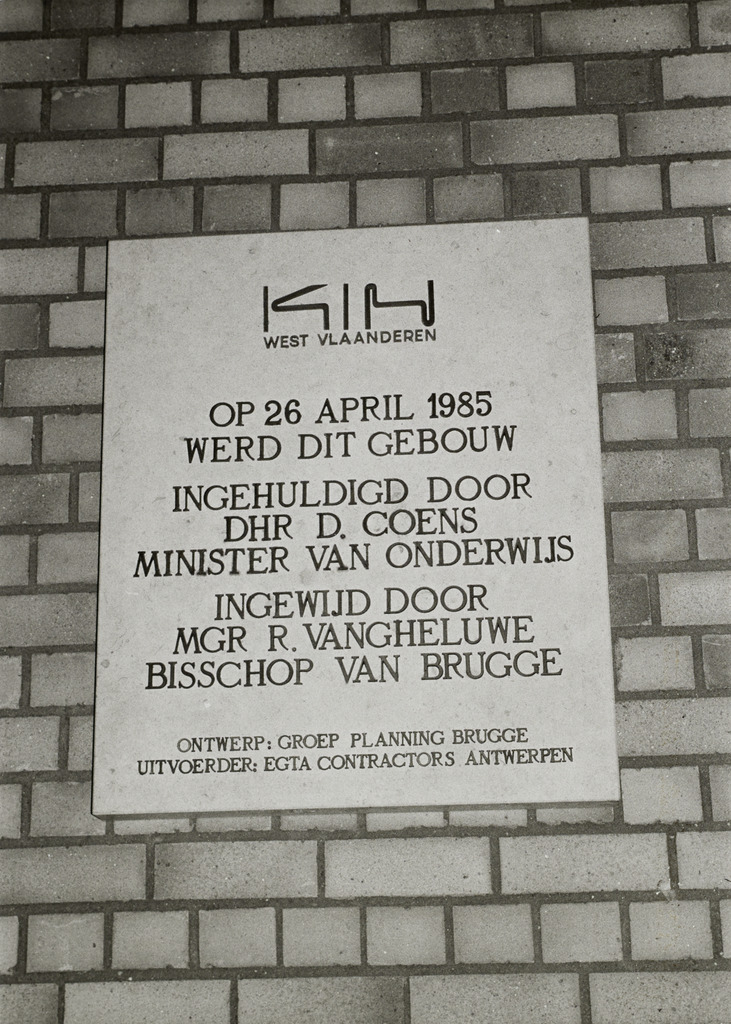 KIH
WEST VLAANDEREN
OP 26 APRIL 1985
WERD DIT GEBOUW
INGEHULDIGD DOOR
DHR D. COENS
MINISTER VAN ONDERWIJS
INGEWIJD DOOR
MGR R. VANGHELUWE
BISSCHOP VAN BRUGGE
ONTWERP: GROEP PLANNING BRUGGE
UITVOERDER: EGTA CONTRACTORS ANTWERPEN